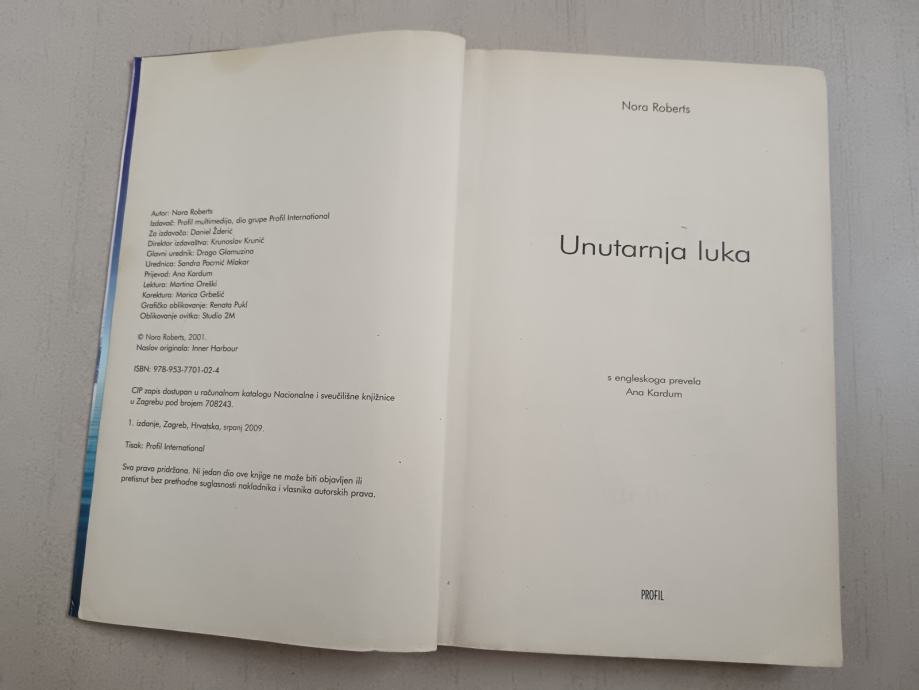 Autor: Nora Roberts
Izdavač: Profil multimedija, dio grupe Profil International
Za izdavača: Daniel Žderić
Direktor izdavaštva: Krunoslav Krunić
Glavni urednik: Drago Glamuzina
Urednica: Sandra Pocrnić Mlakar
Prijevod: Ana Kardum
Lektura: Martina Oreški
Korektura: Marica Grbešić
Grafičko oblikovanje: Renata Pukl
Oblikovanje ovitka: Studio 2M
© Nora Roberts, 2001.
Naslov originala: Inner Harbour
ISBN: 978-953-7701-02-4
CIP zapis dostupan u računalnom katalogu Nacionalne i sveučilišne knjižnice
u Zagrebu pod brojem 708243.
1. izdanje, Zagreb, Hrvatska, srpanj 2009.
Tisak: Profil International
Sva prava pridržana. Ni jedan dio ove knjige ne može biti objavljen ili
pretisnut bez prethodne suglasnosti nakladnika i vlasnika autorskih prava.
Nora Roberts
Unutarnja luka
s engleskoga prevela
Ana Kardum
PROFIL